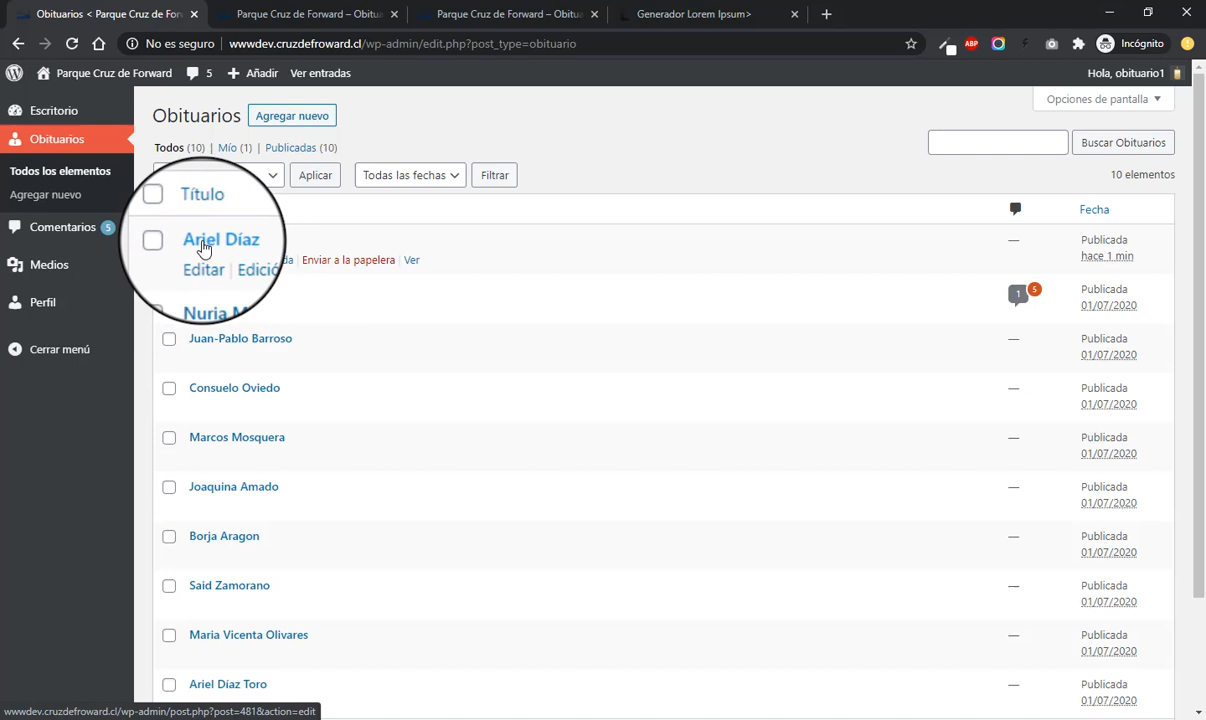 Obituarios < Parque Cruz de For
Parque Cruz de Forward – Obitu
Parque Cruz de Forward – Obitua
Generador Lorem Ipsum>
No es seguro wwwdev.cruzdefroward.cl/wp-admin/edit.php?post_type=obituario
ABP
Incógnito
Parque Cruz de Forward 5 + Añadir Ver entradas
Hola, obituario1
Escritorio
Obituarios
Todos los elementos
Agregar nuevo
Comentarios 5
Medios
Perfil
Cerrar menú
Obituarios Agregar nuevo
Opciones de pantalla
Todos (10) | Mío (1) | Publicadas (10)
Buscar Obituarios
Aplicar Todas las fechas Filtrar
10 elementos
Título Fecha
Ariel Díaz — Publicada
hace 1 min
Editar | Edició da | Enviar a la papelera | Ver
Nuria M 1 5 Publicada
01/07/2020
Juan-Pablo Barroso — Publicada
01/07/2020
Consuelo Oviedo — Publicada
01/07/2020
Marcos Mosquera — Publicada
01/07/2020
Joaquina Amado — Publicada
01/07/2020
Borja Aragon — Publicada
01/07/2020
Said Zamorano — Publicada
01/07/2020
Maria Vicenta Olivares — Publicada
01/07/2020
Ariel Díaz Toro — Publicada
01/07/2020
wwwdev.cruzdefroward.cl/wp-admin/post.php?post=481&action=edit